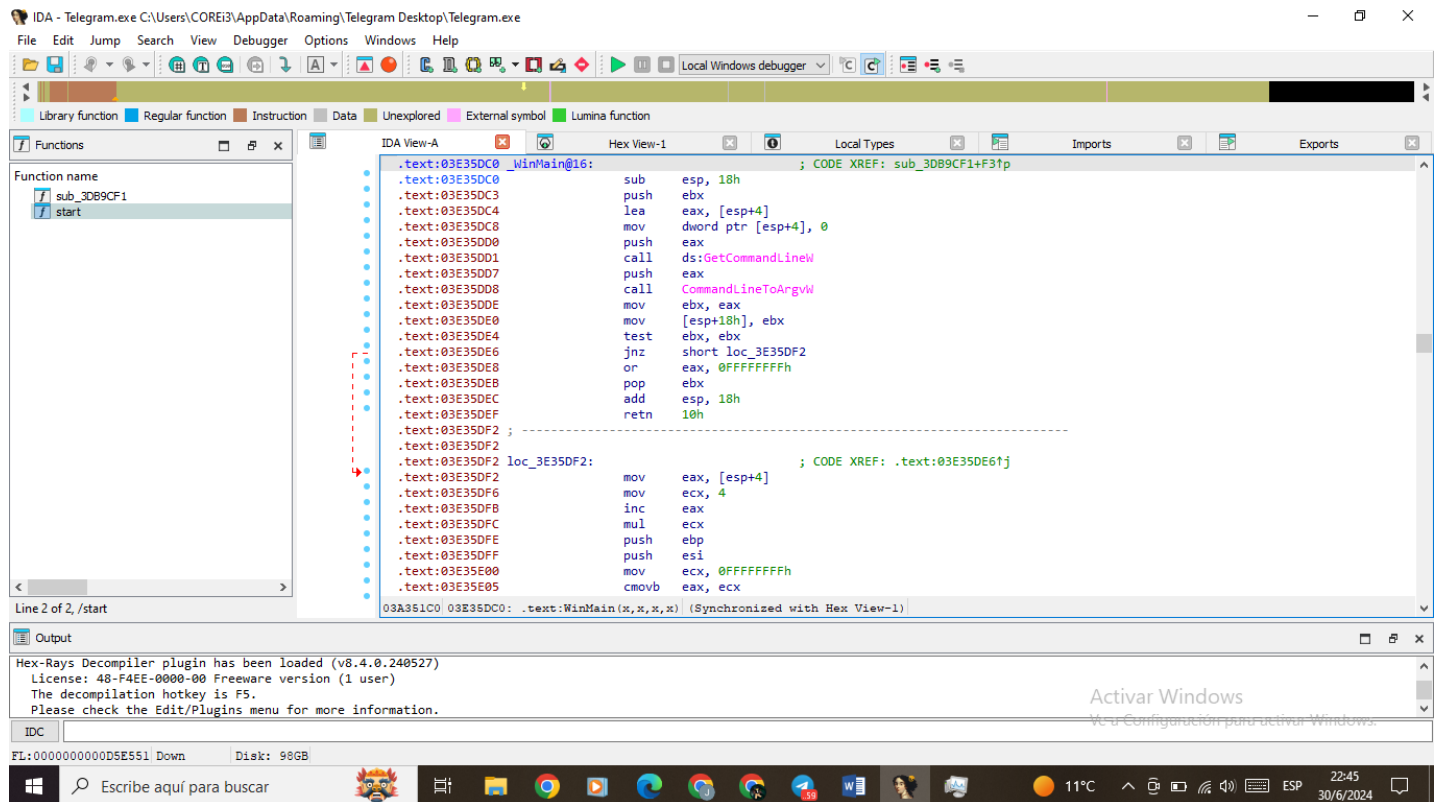 IDA - Telegram.exe C:\Users\COREi3\AppData\Roaming\Telegram Desktop\Telegram.exe
File Edit Jump Search View Debugger Options Windows Help
Local Windows debugger
Library function Regular function Instruction Data Unexplored External symbol Lumina function
Functions
IDA View-A Hex View-1 Local Types Imports Exports
Function name
sub_3DB9CF1
start
.text:03E35DC0 _WinMain@16: ; CODE XREF: sub_3DB9CF1+F3↑p
.text:03E35DC0 sub esp, 18h
.text:03E35DC3 push ebx
.text:03E35DC4 lea eax, [esp+4]
.text:03E35DC8 mov dword ptr [esp+4], 0
.text:03E35DD0 push eax
.text:03E35DD1 call ds:GetCommandLineW
.text:03E35DD7 push eax
.text:03E35DD8 call CommandLineToArgvW
.text:03E35DDE mov ebx, eax
.text:03E35DE0 mov [esp+18h], ebx
.text:03E35DE4 test ebx, ebx
.text:03E35DE6 jnz short loc_3E35DF2
.text:03E35DE8 or eax, 0FFFFFFFFh
.text:03E35DEB pop ebx
.text:03E35DEC add esp, 18h
.text:03E35DEF retn 10h
.text:03E35DF2 ; ---------------------------------------------------------------------------
.text:03E35DF2
.text:03E35DF2 loc_3E35DF2: ; CODE XREF: .text:03E35DE6↑j
.text:03E35DF2 mov eax, [esp+4]
.text:03E35DF6 mov ecx, 4
.text:03E35DFB inc eax
.text:03E35DFC mul ecx
.text:03E35DFE push ebp
.text:03E35DFF push esi
.text:03E35E00 mov ecx, 0FFFFFFFFh
.text:03E35E05 cmovb eax, ecx
Line 2 of 2, /start
03A351C0 03E35DC0: .text:WinMain(x,x,x,x) (Synchronized with Hex View-1)
Output
Hex-Rays Decompiler plugin has been loaded (v8.4.0.240527)
License: 48-F4EE-0000-00 Freeware version (1 user)
The decompilation hotkey is F5.
Please check the Edit/Plugins menu for more information.
Activar Windows
Ve a Configuración para activar Windows.
IDC
FL:0000000000D5E551 Down Disk: 98GB
Escribe aquí para buscar
11°C
ESP
22:45
30/6/2024